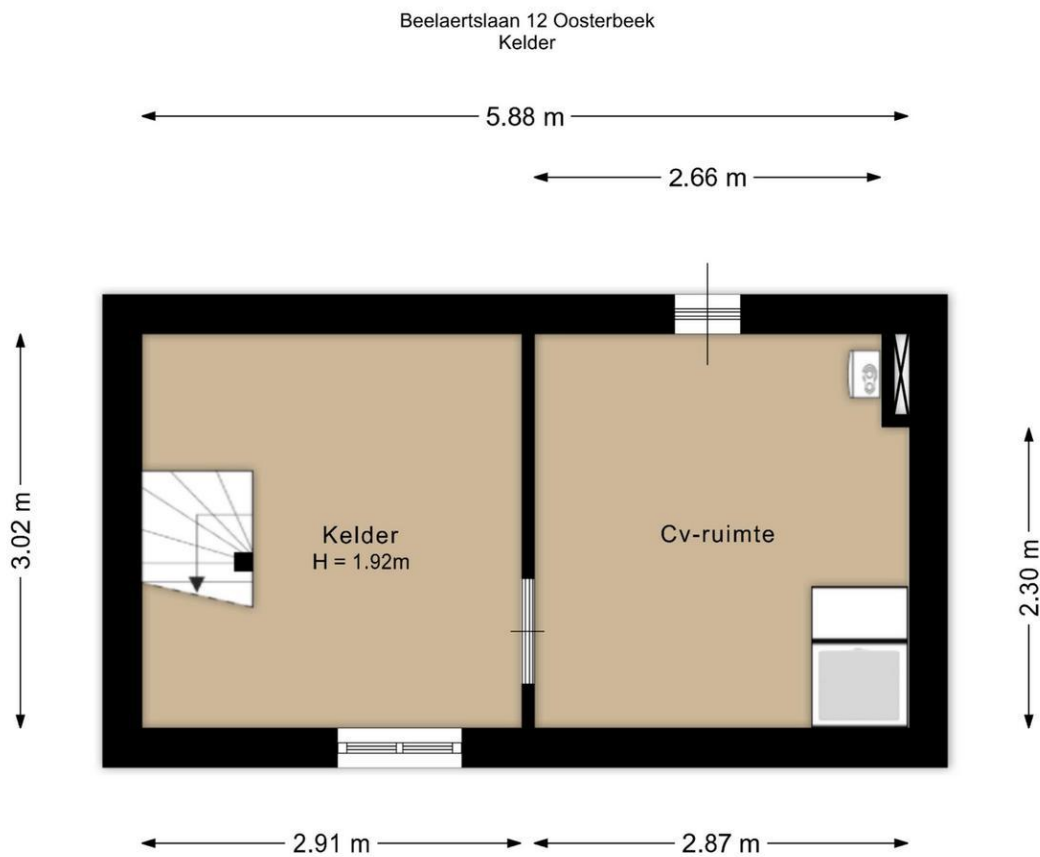 Beelaertslaan 12 Oosterbeek
Kelder
5.88 m
2.66 m
3.02 m
Kelder
H = 1.92m
Cv-ruimte
2.30 m
2.91 m
2.87 m